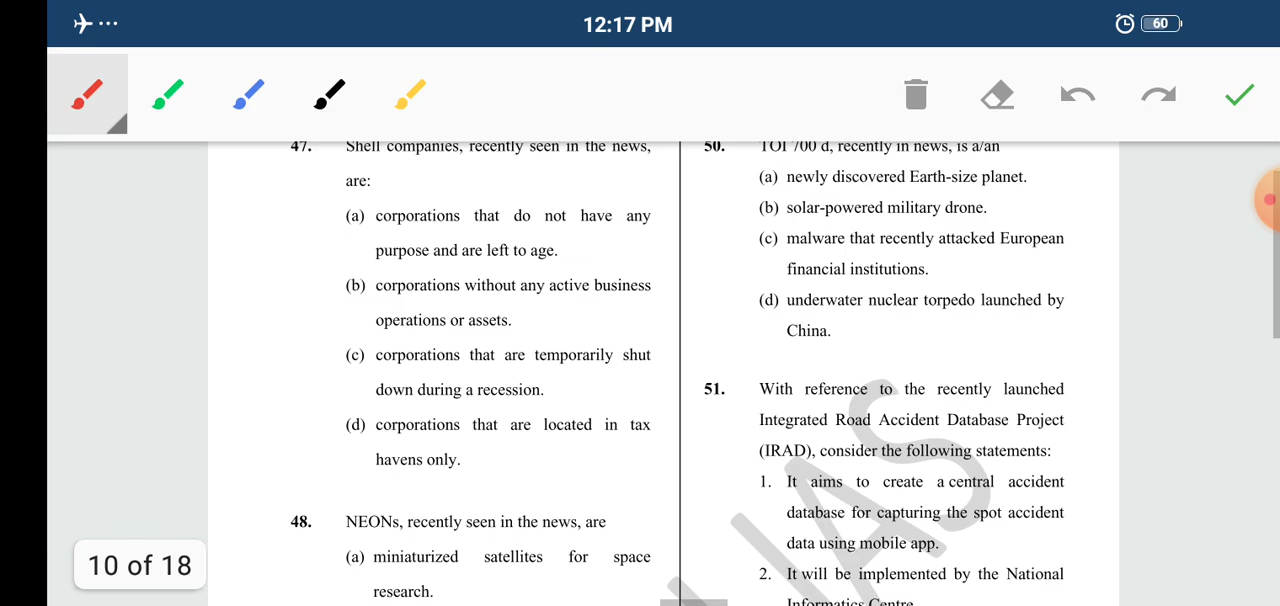 12:17 PM
60
47. Shell companies, recently seen in the news,
are:
(a) corporations that do not have any
purpose and are left to age.
(b) corporations without any active business
operations or assets.
(c) corporations that are temporarily shut
down during a recession.
(d) corporations that are located in tax
havens only.
48. NEONs, recently seen in the news, are
(a) miniaturized satellites for space
research.
50. TOI 700 d, recently in news, is a/an
(a) newly discovered Earth-size planet.
(b) solar-powered military drone.
(c) malware that recently attacked European
financial institutions.
(d) underwater nuclear torpedo launched by
China.
51. With reference to the recently launched
Integrated Road Accident Database Project
(IRAD), consider the following statements:
1. It aims to create a central accident
database for capturing the spot accident
data using mobile app.
2. It will be implemented by the National
Informatics Centre
IAS
10 of 18